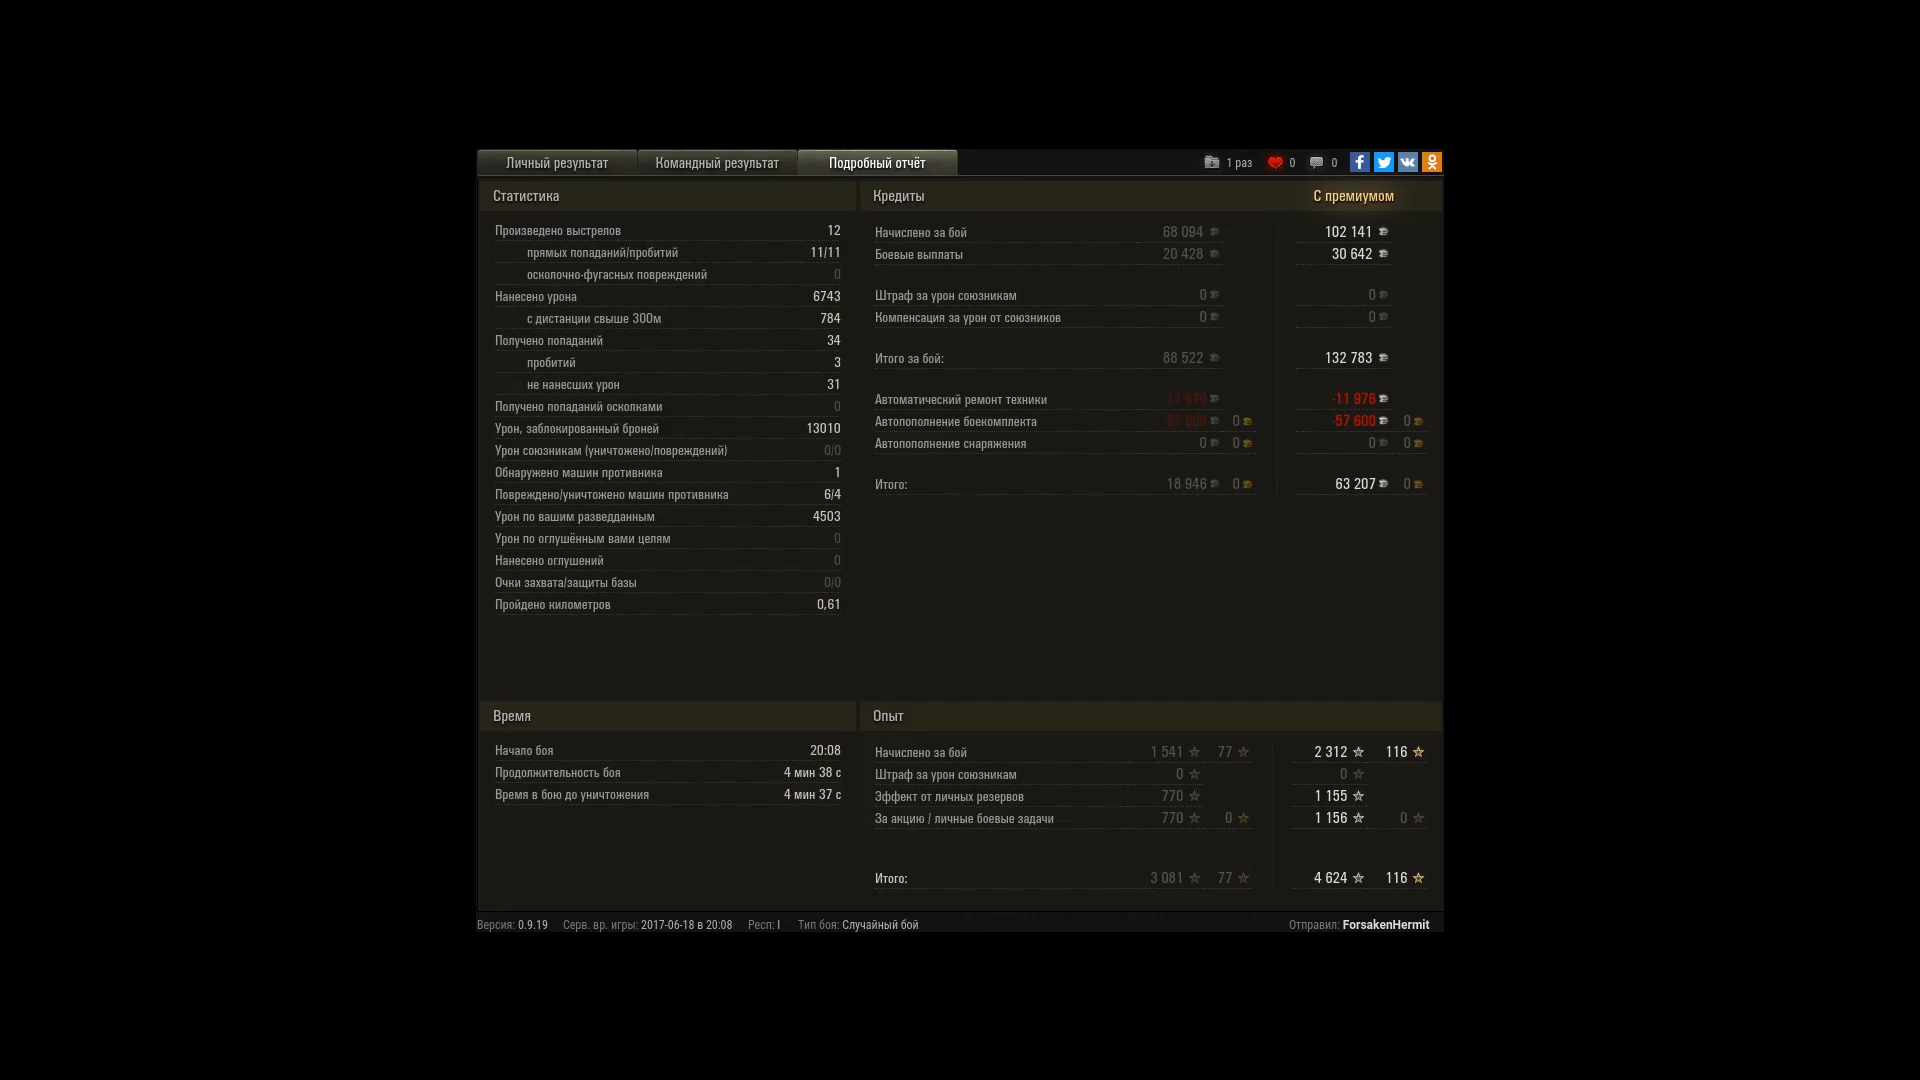 Личный результат Командный результат Подробный отчёт 1 раз 0 0
Статистика
Произведено выстрелов 12
прямых попаданий/пробитий 11/11
осколочно-фугасных повреждений 0
Нанесено урона 6743
с дистанции свыше 300м 784
Получено попаданий 34
пробитий 3
не нанесших урон 31
Получено попаданий осколками 0
Урон, заблокированный броней 13010
Урон союзникам (уничтожено/повреждений) 0/0
Обнаружено машин противника 1
Повреждено/уничтожено машин противника 6/4
Урон по вашим разведданным 4503
Урон по оглушённым вами целям 0
Нанесено оглушений 0
Очки захвата/защиты базы 0/0
Пройдено километров 0,61
Кредиты С премиумом
Начислено за бой 68 094 102 141
Боевые выплаты 20 428 30 642
Штраф за урон союзникам 0 0
Компенсация за урон от союзников 0 0
Итого за бой: 88 522 132 783
Автоматический ремонт техники -11 976 -11 976
Автопополнение боекомплекта -57 600 0 -57 600 0
Автопополнение снаряжения 0 0 0 0
Итого: 18 946 0 63 207 0
Время
Начало боя 20:08
Продолжительность боя 4 мин 38 с
Время в бою до уничтожения 4 мин 37 с
Опыт
Начислено за бой 1 541 77 2 312 116
Штраф за урон союзникам 0 0
Эффект от личных резервов 770 1 155
За акцию / личные боевые задачи 770 0 1 156 0
Итого: 3 081 77 4 624 116
Версия: 0.9.19 Серв. вр. игры: 2017-06-18 в 20:08 Респ: I Тип боя: Случайный бой Отправил: ForsakenHermit